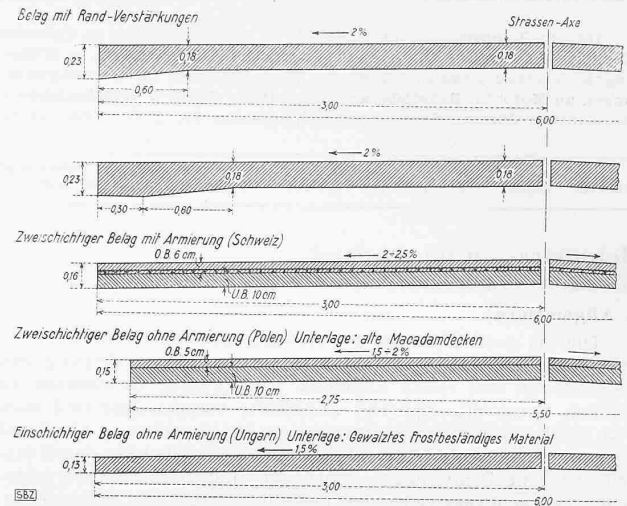 Belag mit Rand-Verstärkungen
Strassen-Axe
2%
0,23
0,18
0,18
0,60
3,00
6,00
2%
0,23
0,18
0,18
0,30
0,60
Zweischichtiger Belag mit Armierung (Schweiz)
O.B. 6 cm
2÷2,5%
0,16
U.B. 10 cm
3,00
6,00
Zweischichtiger Belag ohne Armierung (Polen) Unterlage: alte Macadamdecken
O.B. 5cm
1,5÷2%
0,15
U.B. 10 cm
2,75
5,50
Einschichtiger Belag ohne Armierung (Ungarn) Unterlage: Gewalztes Frostbeständiges Material
1,5%
0,13
3,00
6,00
SBZ